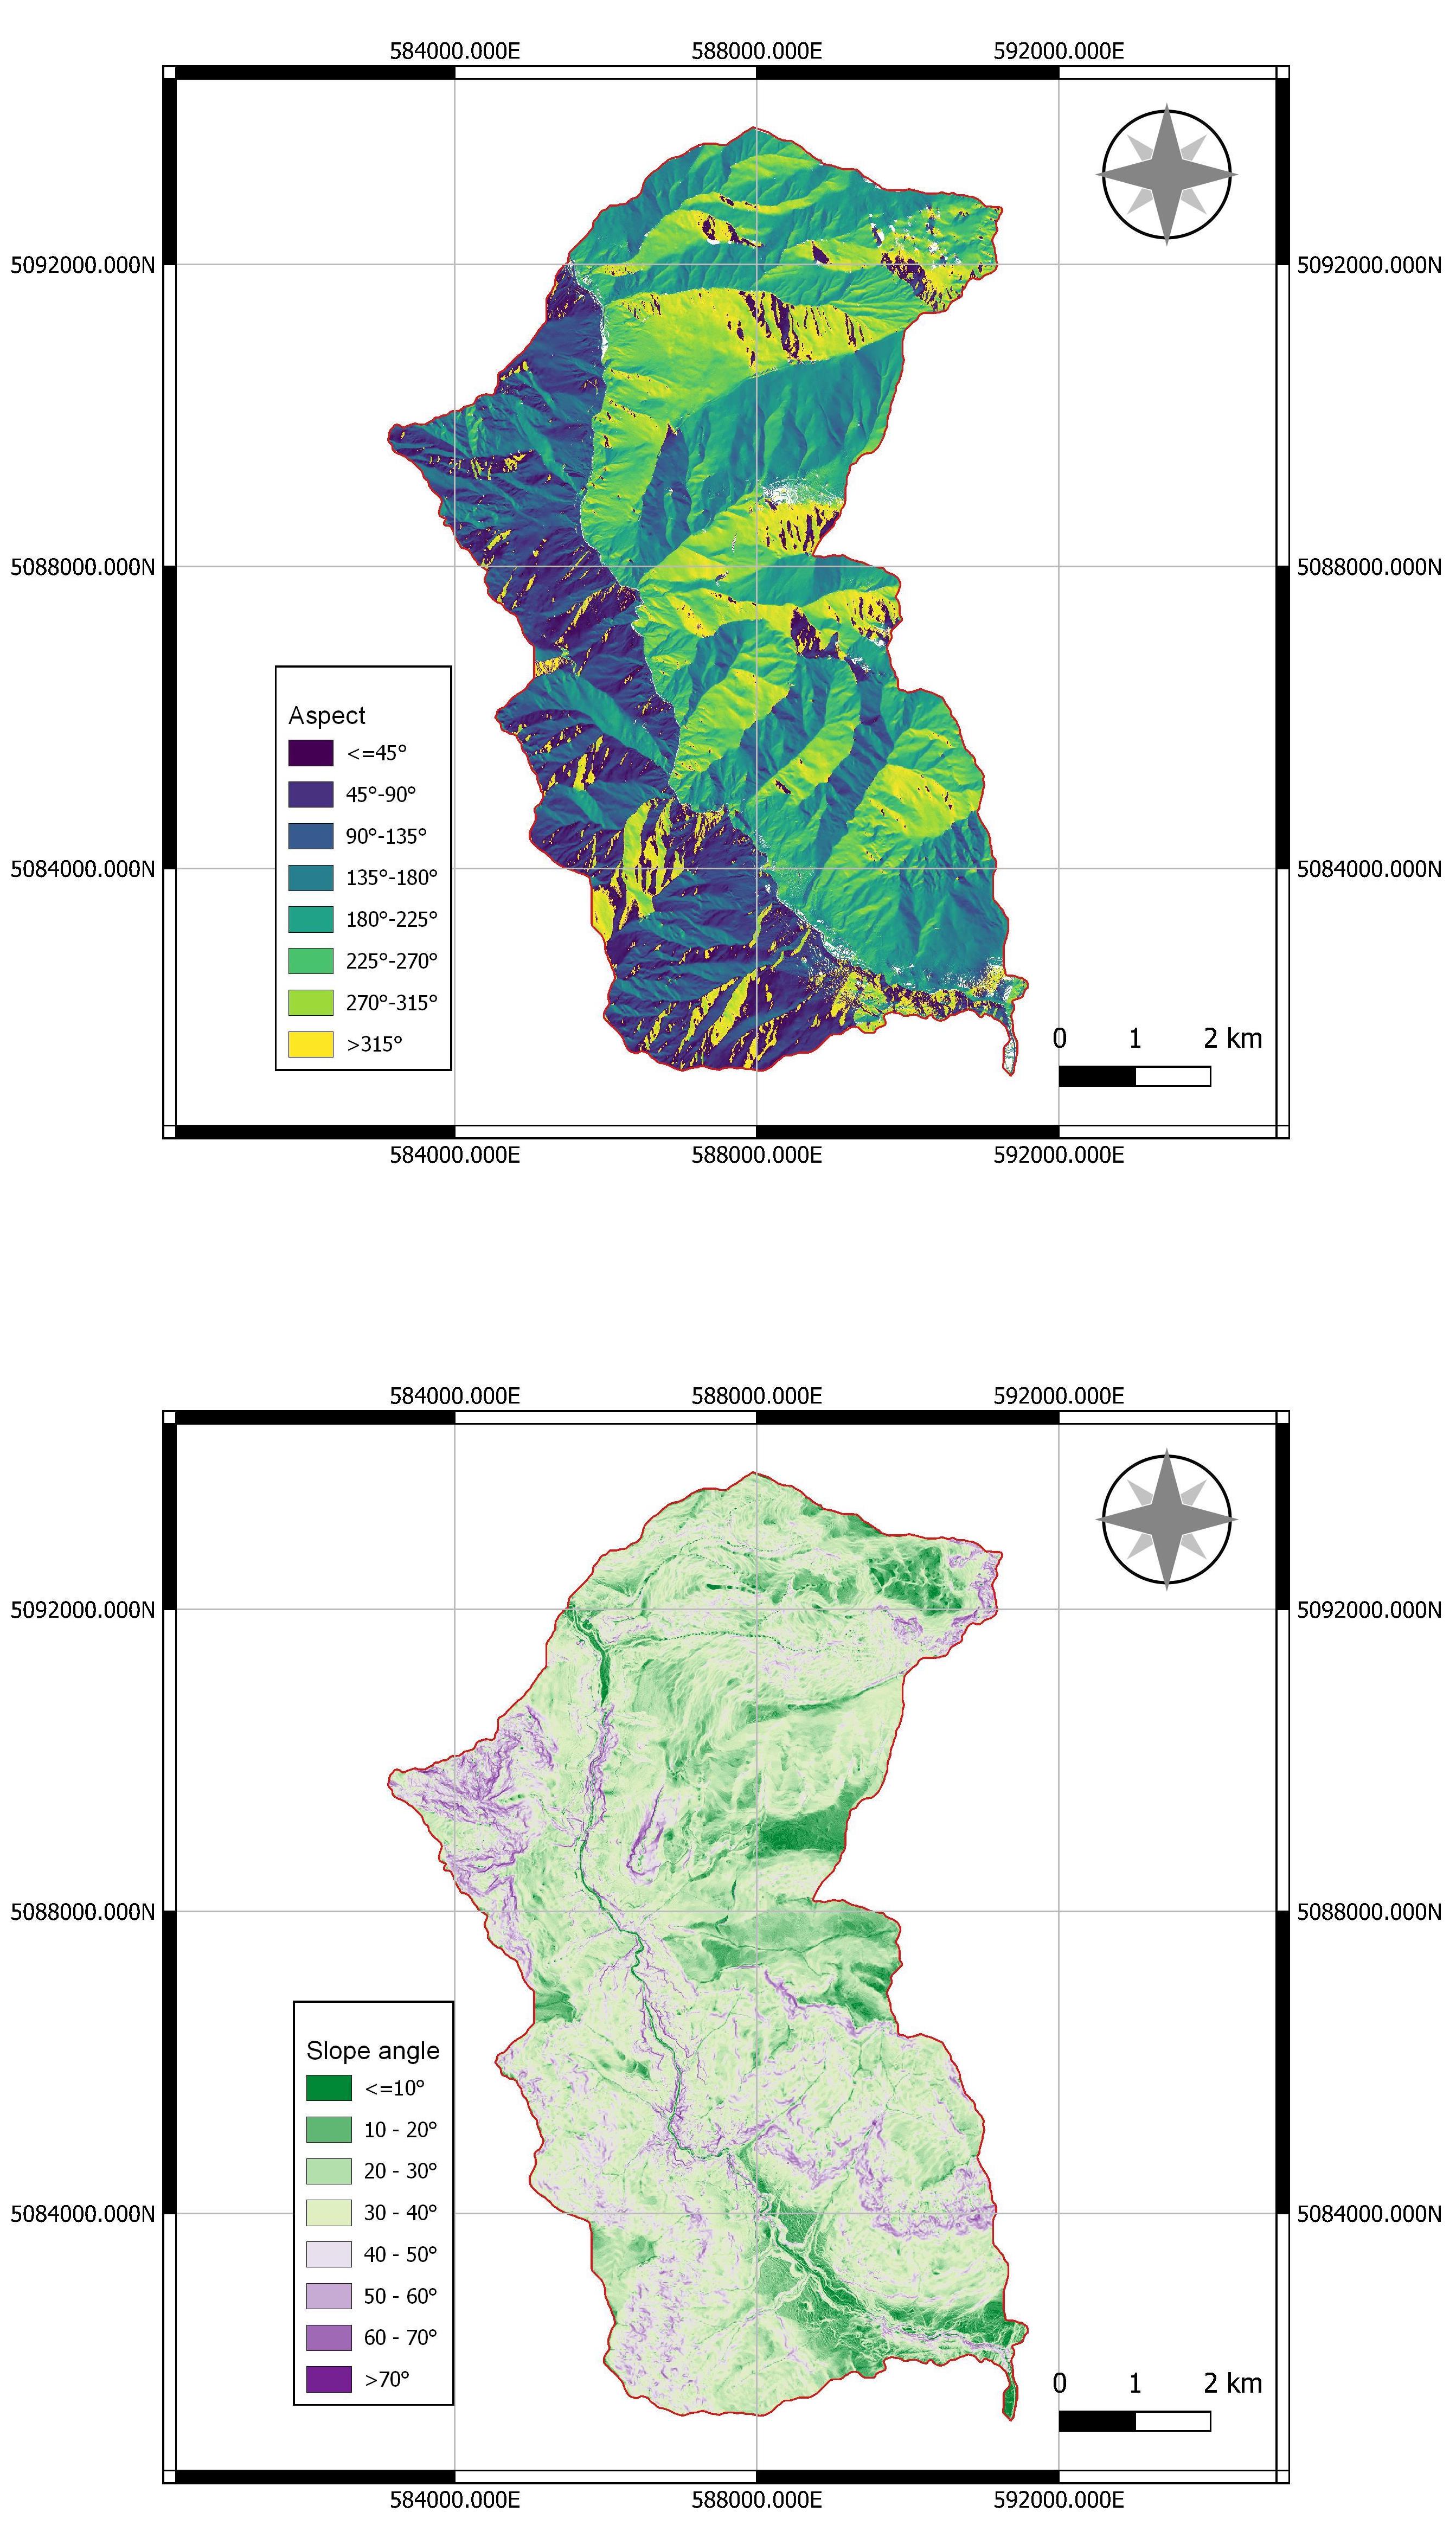 584000.000E 588000.000E 592000.000E
5092000.000N 5092000.000N
5088000.000N 5088000.000N
Aspect
<=45°
45°-90°
90°-135°
135°-180°
180°-225°
225°-270°
270°-315°
>315°
5084000.000N 5084000.000N
0 1 2 km
584000.000E 588000.000E 592000.000E
584000.000E 588000.000E 592000.000E
5092000.000N 5092000.000N
5088000.000N 5088000.000N
Slope angle
<=10°
10 - 20°
20 - 30°
30 - 40°
40 - 50°
50 - 60°
60 - 70°
>70°
5084000.000N 5084000.000N
0 1 2 km
584000.000E 588000.000E 592000.000E